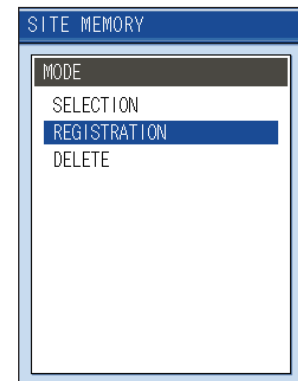 SITE MEMORY
MODE
SELECTION
REGISTRATION
DELETE